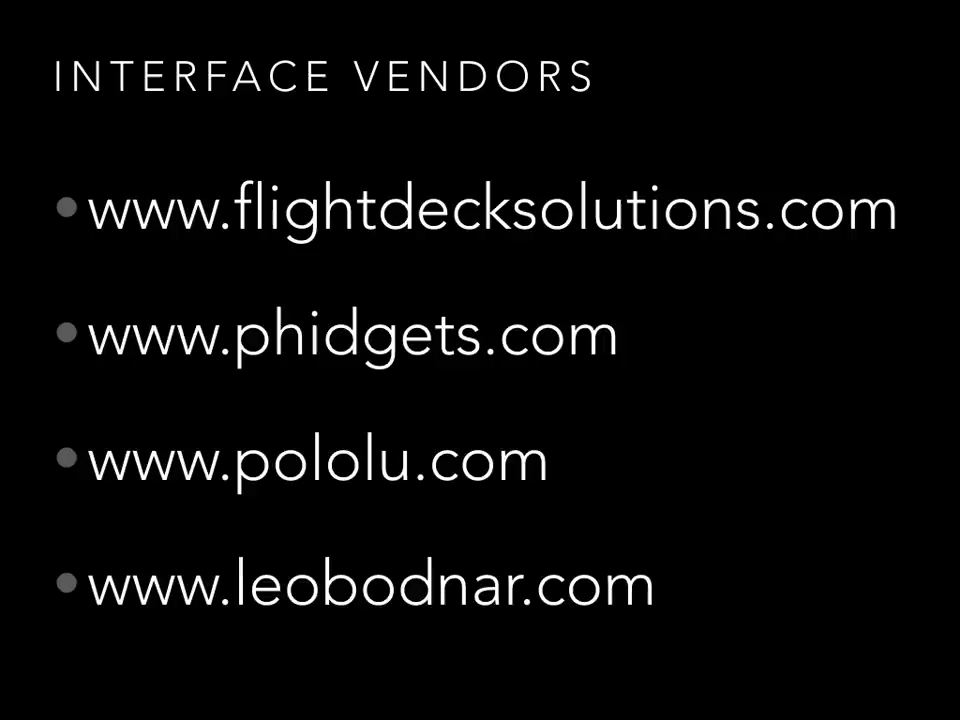 INTERFACE VENDORS
• www.flightdecksolutions.com
• www.phidgets.com
• www.pololu.com
• www.leobodnar.com